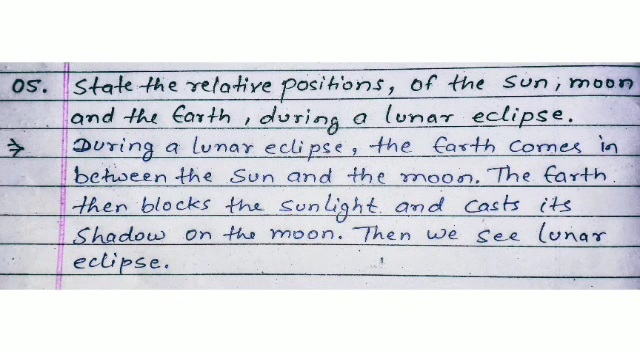 05. State the relative positions, of the Sun, moon
and the Earth, during a lunar eclipse.
→ During a lunar eclipse, the Earth comes in
between the Sun and the moon. The Earth
then blocks the Sunlight and casts its
Shadow on the moon. Then we see lunar
eclipse.